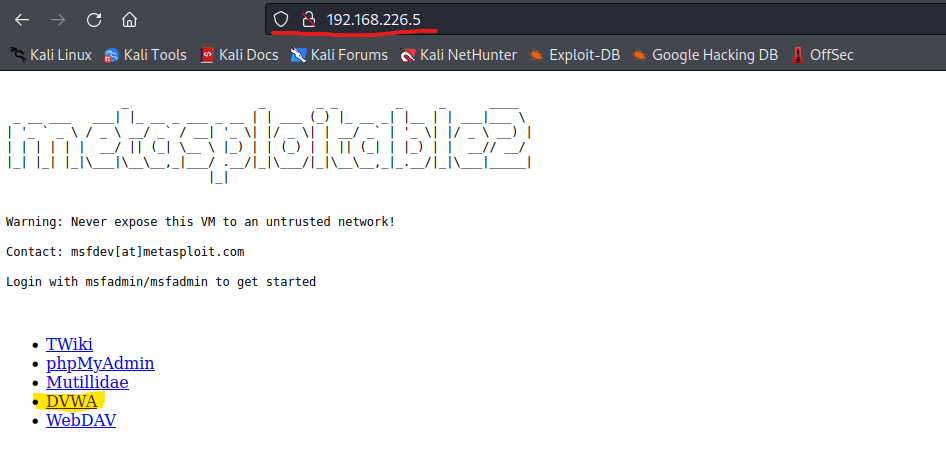 192.168.226.5
Kali Linux Kali Tools Kali Docs Kali Forums Kali NetHunter Exploit-DB Google Hacking DB OffSec
metasploitable2
Warning: Never expose this VM to an untrusted network!
Contact: msfdev[at]metasploit.com
Login with msfadmin/msfadmin to get started
TWiki
phpMyAdmin
Mutillidae
DVWA
WebDAV